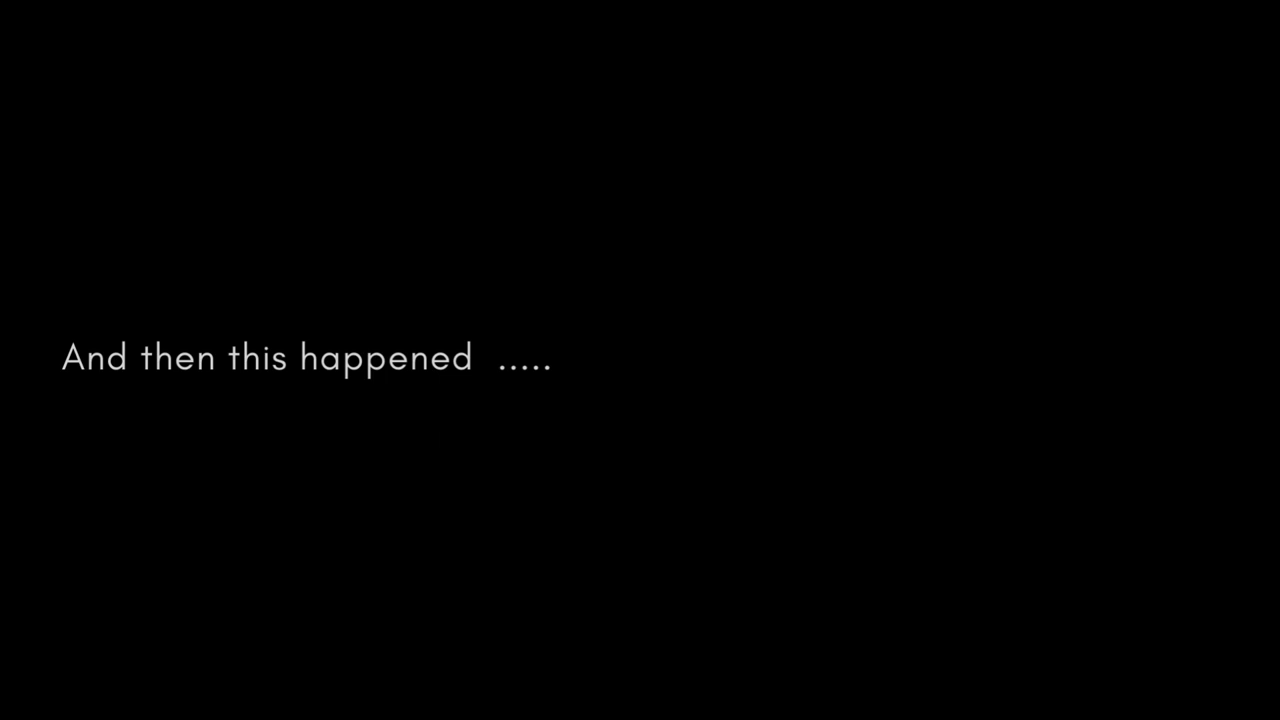 And then this happened .....